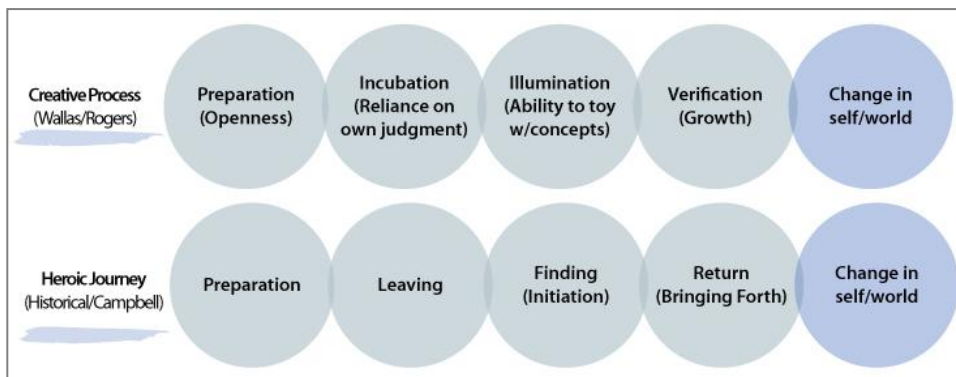 Creative Process
(Wallas/Rogers)
Preparation
(Openness)
Incubation
(Reliance on
own judgment)
Illumination
(Ability to toy
w/concepts)
Verification
(Growth)
Change in
self/world
Heroic Journey
(Historical/Campbell)
Preparation
Leaving
Finding
(Initiation)
Return
(Bringing Forth)
Change in
self/world